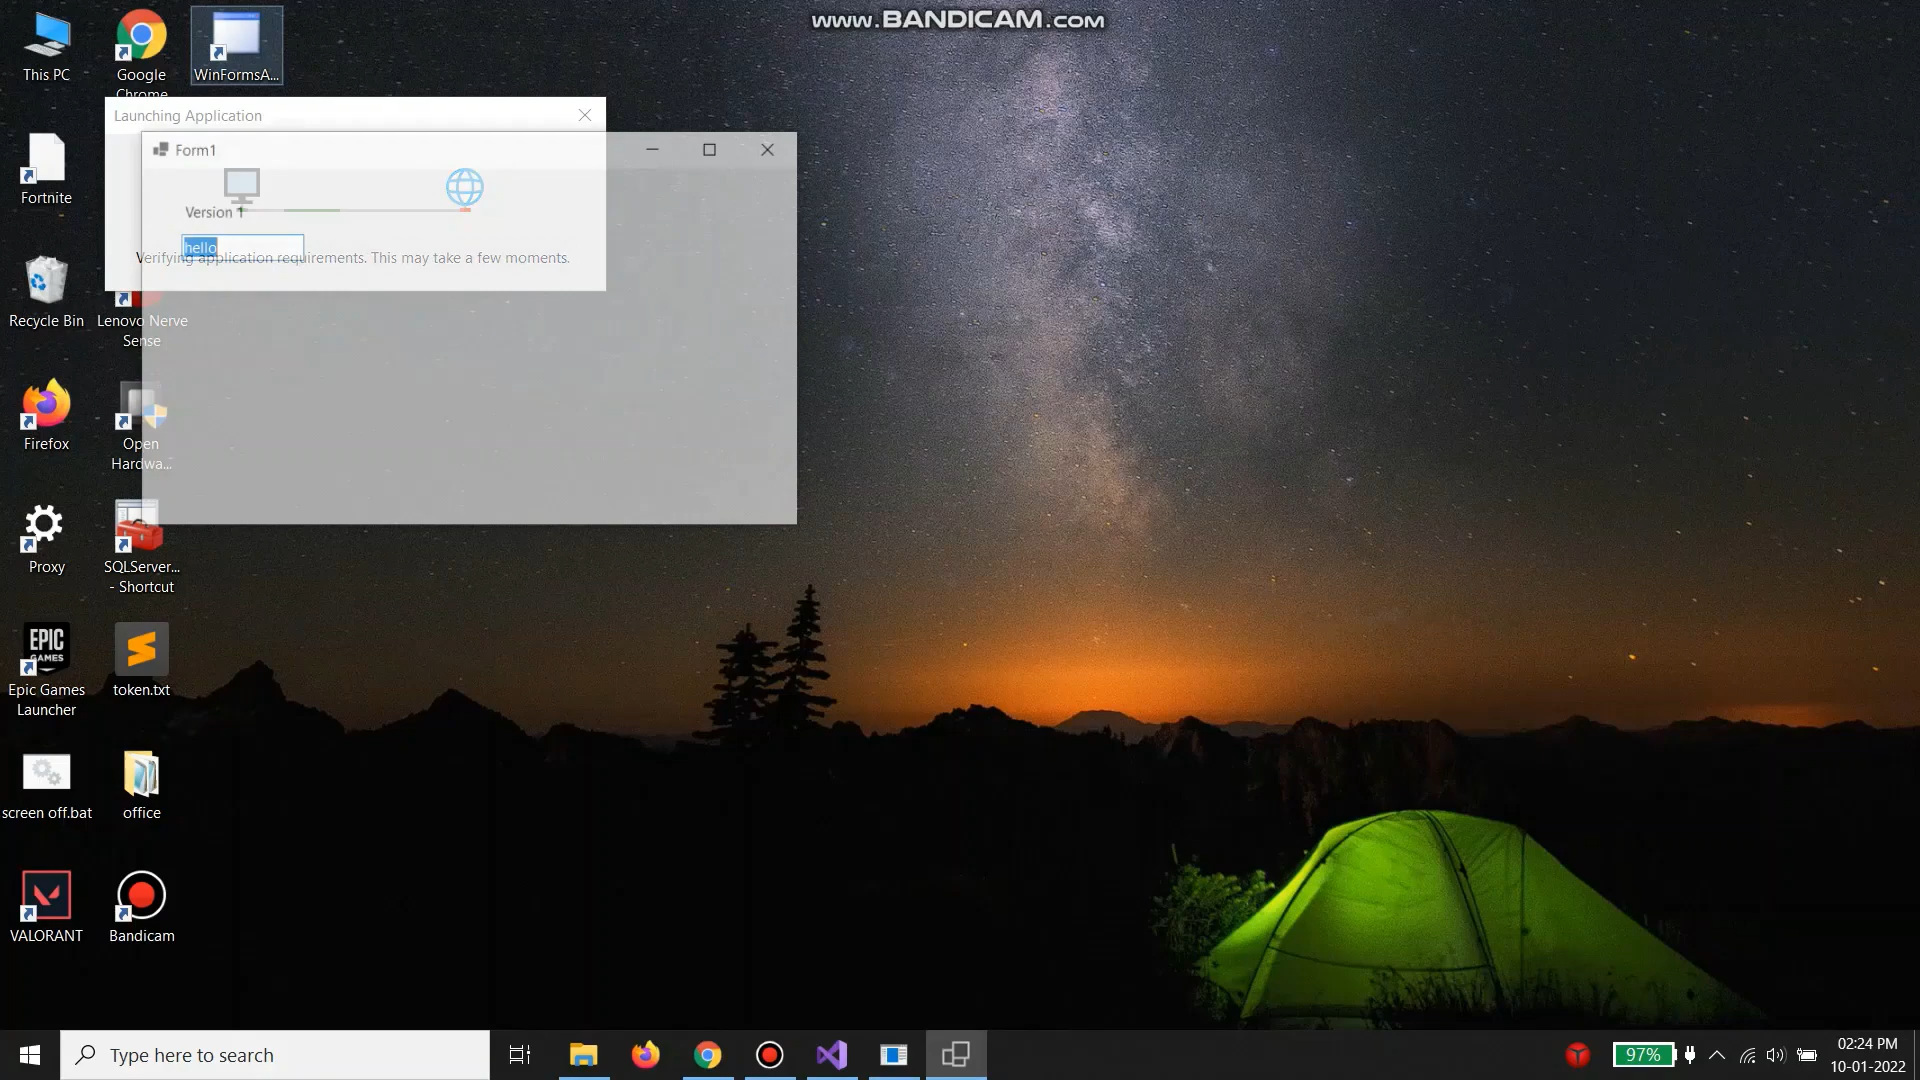 www.BANDICAM.com
This PC
Google
Chrome
WinFormsA...
Launching Application
Form1
Version 1
hello
Verifying application requirements. This may take a few moments.
Fortnite
Recycle Bin
Lenovo Nerve
Sense
Firefox
Open
Hardwa...
Proxy
SQLServer...
- Shortcut
EPIC
GAMES
Epic Games
Launcher
token.txt
screen off.bat
office
VALORANT
Bandicam
Type here to search
97%
02:24 PM
10-01-2022